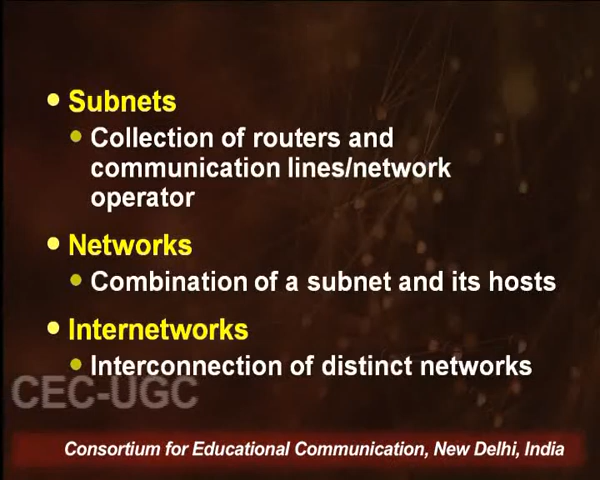 • Subnets
• Collection of routers and
communication lines/network
operator
• Networks
• Combination of a subnet and its hosts
• Internetworks
• Interconnection of distinct networks
CEC-UGC
Consortium for Educational Communication, New Delhi, India